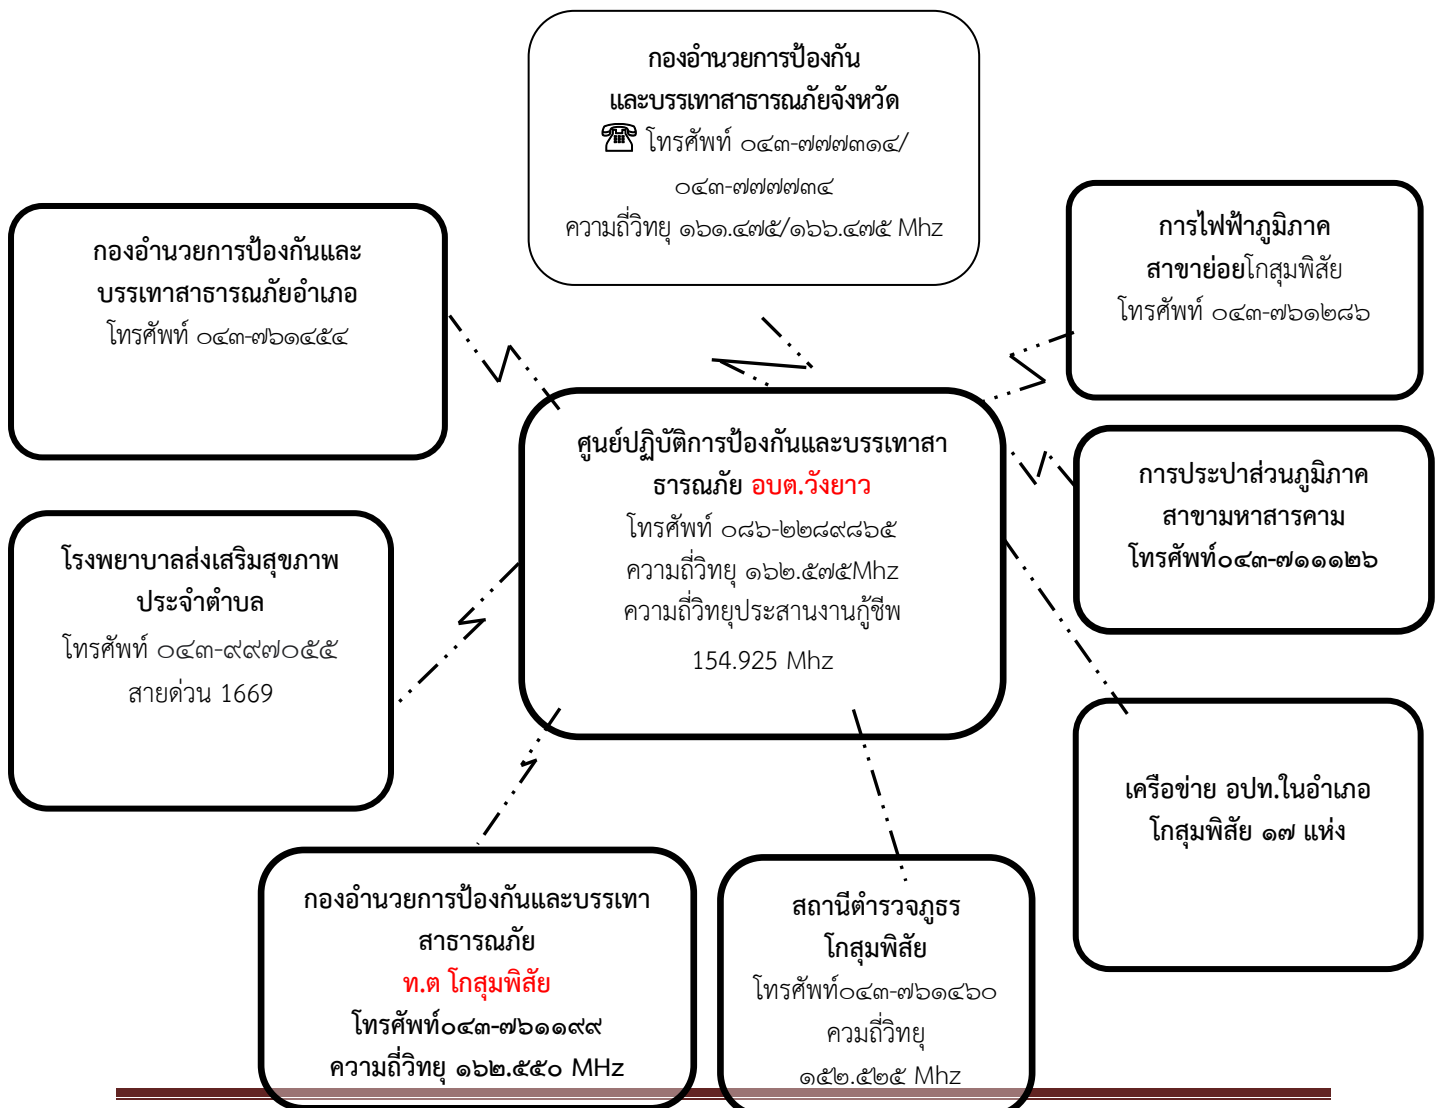 กองอำนวยการป้องกัน
และบรรเทาสาธารณภัยจังหวัด
โทรศัพท์ ๐๔๓-๗๗๗๓๑๔/
๐๔๓-๗๗๗๗๓๔
ความถี่วิทยุ ๑๖๑.๔๗๕/๑๖๖.๔๗๕ Mhz
กองอำนวยการป้องกันและ
บรรเทาสาธารณภัยอำเภอ
โทรศัพท์ ๐๔๓-๗๖๑๔๕๔
การไฟฟ้าภูมิภาค
สาขาย่อยโกสุมพิสัย
โทรศัพท์ ๐๔๓-๗๖๑๒๘๖
ศูนย์ปฏิบัติการป้องกันและบรรเทาสา
ธารณภัย อบต.วังยาว
โทรศัพท์ ๐๘๖-๒๒๘๙๘๖๕
ความถี่วิทยุ ๑๖๒.๕๗๕Mhz
ความถี่วิทยุประสานงานกู้ชีพ
154.925 Mhz
การประปาส่วนภูมิภาค
สาขามหาสารคาม
โทรศัพท์๐๔๓-๗๑๑๑๒๖
โรงพยาบาลส่งเสริมสุขภาพ
ประจำตำบล
โทรศัพท์ ๐๔๓-๙๙๗๐๕๕
สายด่วน 1669
เครือข่าย อปท.ในอำเภอ
โกสุมพิสัย ๑๗ แห่ง
กองอำนวยการป้องกันและบรรเทา
สาธารณภัย
ท.ต โกสุมพิสัย
โทรศัพท์๐๔๓-๗๖๑๑๙๙
ความถี่วิทยุ ๑๖๒.๕๕๐ MHz
สถานีตำรวจภูธร
โกสุมพิสัย
โทรศัพท์๐๔๓-๗๖๑๔๖๐
ควมถี่วิทยุ
๑๕๒.๕๒๕ Mhz